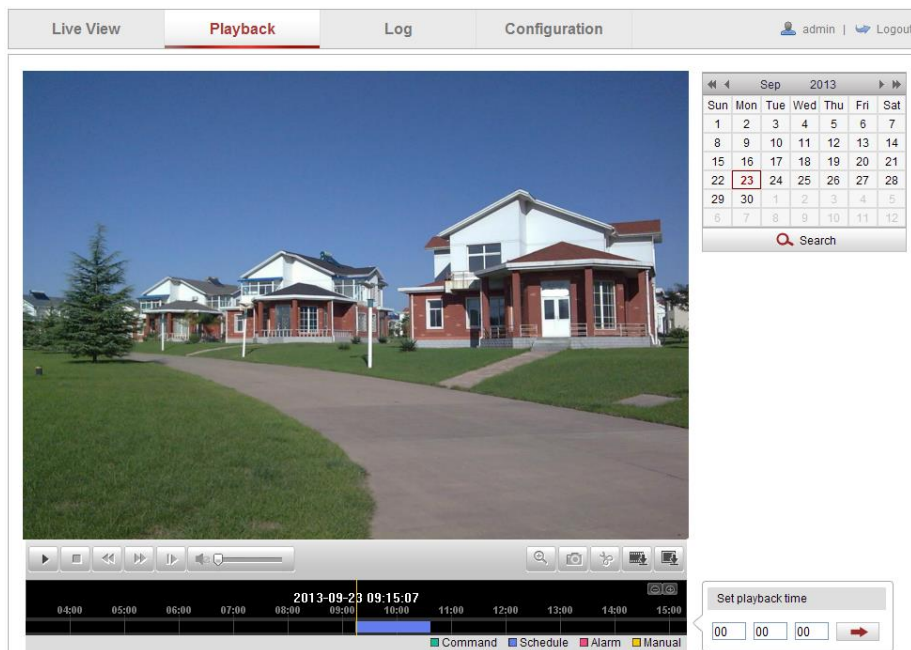 Live View Playback Log Configuration admin | Logout
Sep 2013
Sun Mon Tue Wed Thu Fri Sat
1 2 3 4 5 6 7
8 9 10 11 12 13 14
15 16 17 18 19 20 21
22 23 24 25 26 27 28
29 30 1 2 3 4 5
6 7 8 9 10 11 12
Search
2013-09-23 09:15:07
04:00 05:00 06:00 07:00 08:00 09:00 10:00 11:00 12:00 13:00 14:00 15:00
Command Schedule Alarm Manual
Set playback time
00 00 00